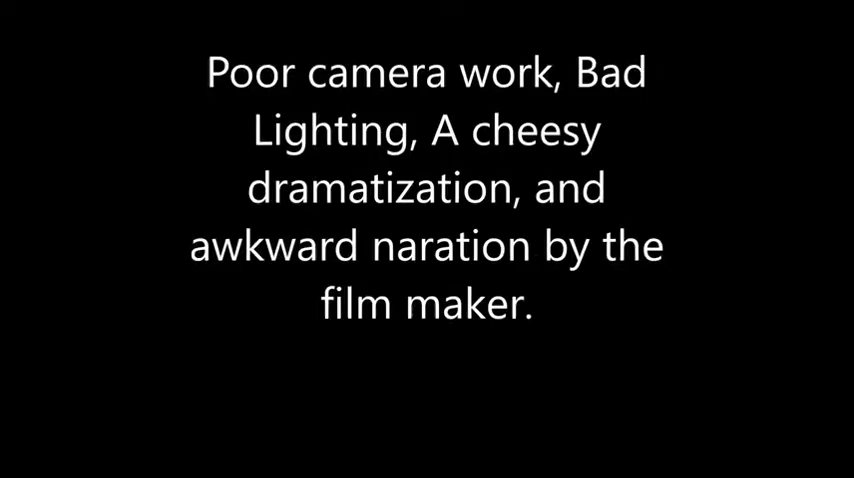 Poor camera work, Bad
Lighting, A cheesy
dramatization, and
awkward naration by the
film maker.